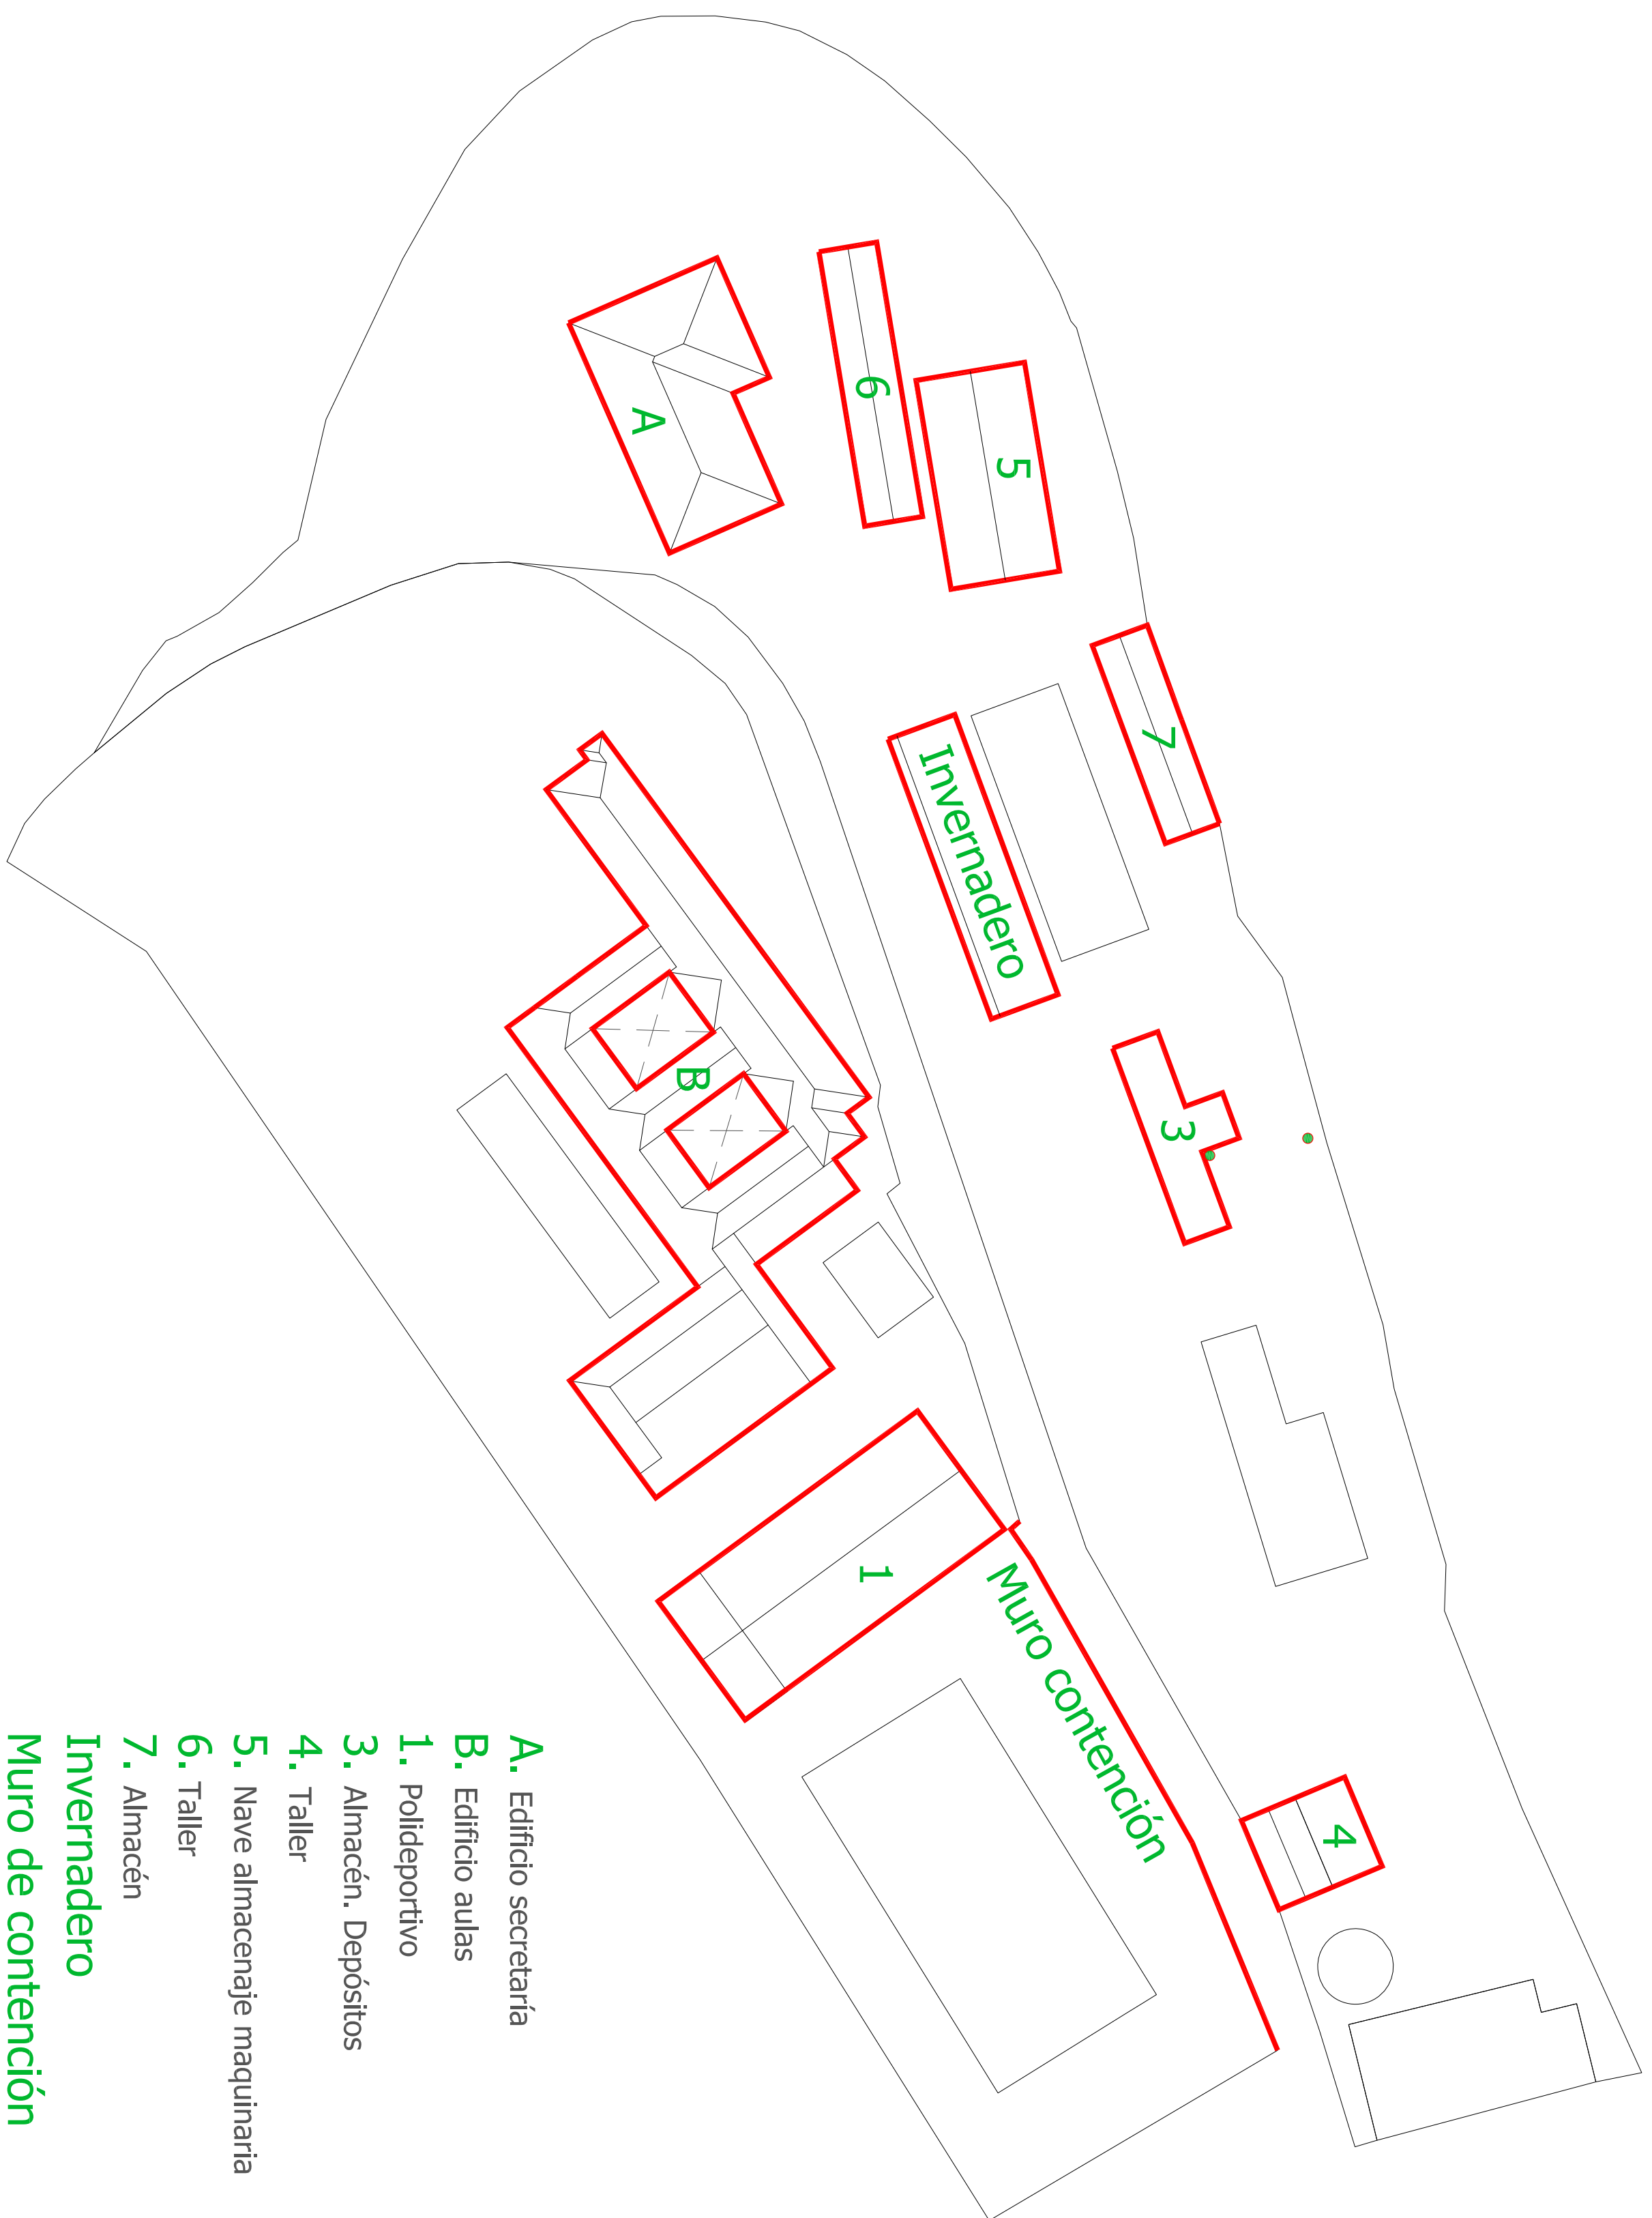 A
6
5
7
Invernadero
3
B
1
Muro contención
4
A. Edificio secretaría
B. Edificio aulas
1. Polideportivo
3. Almacén. Depósitos
4. Taller
5. Nave almacenaje maquinaria
6. Taller
7. Almacén
Invernadero
Muro de contención